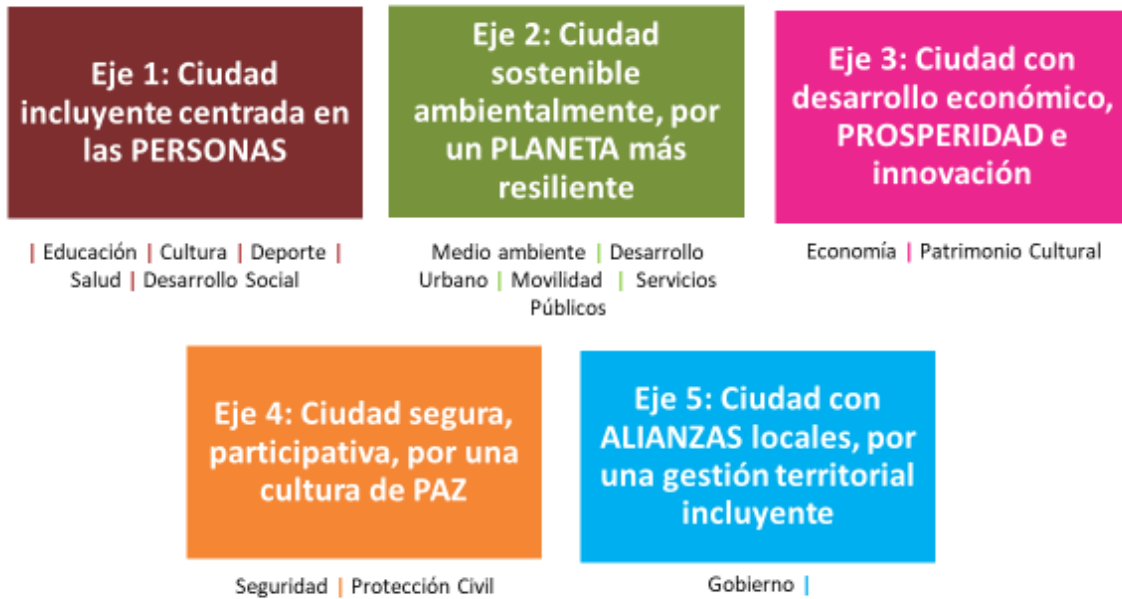 Eje 1: Ciudad
incluyente centrada en
las PERSONAS
| Educación | Cultura | Deporte |
Salud | Desarrollo Social
Eje 2: Ciudad
sostenible
ambientalmente, por
un PLANETA más
resiliente
Medio ambiente | Desarrollo
Urbano | Movilidad | Servicios
Públicos
Eje 3: Ciudad con
desarrollo económico,
PROSPERIDAD e
innovación
Economía | Patrimonio Cultural
Eje 4: Ciudad segura,
participativa, por una
cultura de PAZ
Seguridad | Protección Civil
Eje 5: Ciudad con
ALIANZAS locales, por
una gestión territorial
incluyente
Gobierno |